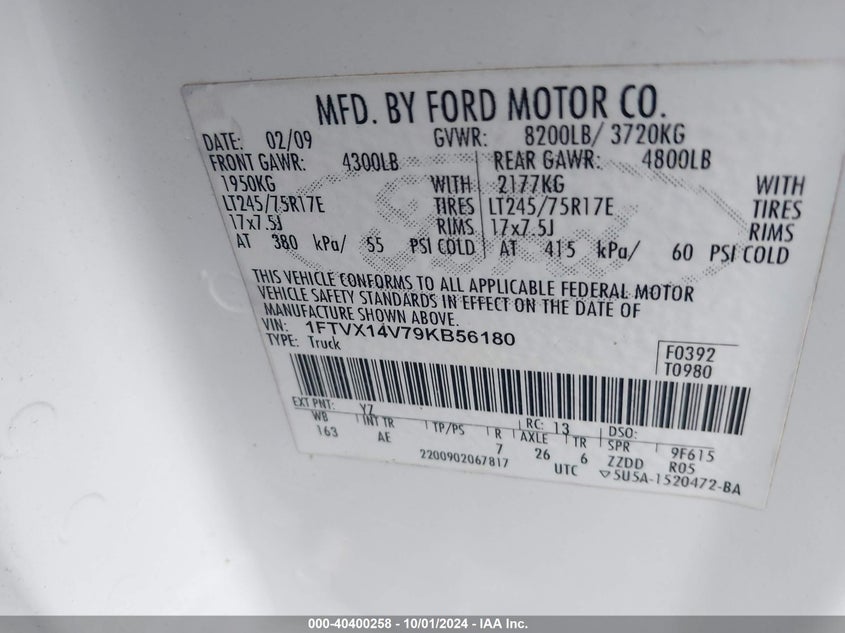 MFD. BY FORD MOTOR CO.
DATE: 02/09 GVWR: 8200LB/ 3720KG
FRONT GAWR: 4300LB REAR GAWR: 4800LB
1950KG WITH 2177KG WITH
LT245/75R17E TIRES LT245/75R17E TIRES
17x7.5J RIMS 17x7.5J RIMS
AT 380 kPa/ 55 PSI COLD AT 415 kPa/ 60 PSI COLD
THIS VEHICLE CONFORMS TO ALL APPLICABLE FEDERAL MOTOR
VEHICLE SAFETY STANDARDS IN EFFECT ON THE DATE OF
MANUFACTURE SHOWN ABOVE.
VIN: 1FTVX14V79KB56180
TYPE: Truck
F0392
T0980
EXT PNT: YZ RC: 13 DSO:
WB INT TR TP/PS R AXLE TR SPR 9F615
163 AE 7 26 6 ZZDD R05
2200902067817 UTC ▽5U5A-1520472-BA
000-40400258 - 10/01/2024 - IAA Inc.